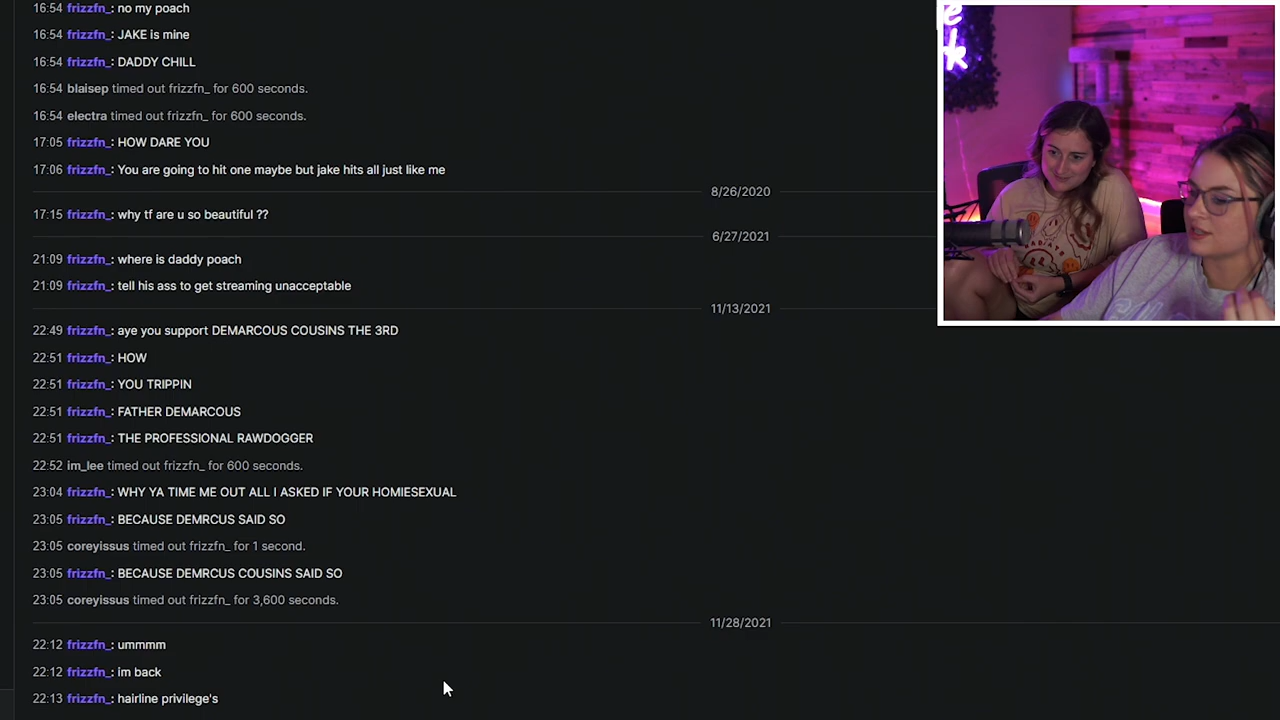 16:54 frizzfn_: no my poach
16:54 frizzfn_: JAKE is mine
16:54 frizzfn_: DADDY CHILL
16:54 blaisep timed out frizzfn_ for 600 seconds.
16:54 electra timed out frizzfn_ for 600 seconds.
17:05 frizzfn_: HOW DARE YOU
17:06 frizzfn_: You are going to hit one maybe but jake hits all just like me
8/26/2020
17:15 frizzfn_: why tf are u so beautiful ??
6/27/2021
21:09 frizzfn_: where is daddy poach
21:09 frizzfn_: tell his ass to get streaming unacceptable
11/13/2021
22:49 frizzfn_: aye you support DEMARCOUS COUSINS THE 3RD
22:51 frizzfn_: HOW
22:51 frizzfn_: YOU TRIPPIN
22:51 frizzfn_: FATHER DEMARCOUS
22:51 frizzfn_: THE PROFESSIONAL RAWDOGGER
22:52 im_lee timed out frizzfn_ for 600 seconds.
23:04 frizzfn_: WHY YA TIME ME OUT ALL I ASKED IF YOUR HOMIESEXUAL
23:05 frizzfn_: BECAUSE DEMRCUS SAID SO
23:05 coreyissus timed out frizzfn_ for 1 second.
23:05 frizzfn_: BECAUSE DEMRCUS COUSINS SAID SO
23:05 coreyissus timed out frizzfn_ for 3,600 seconds.
11/28/2021
22:12 frizzfn_: ummmm
22:12 frizzfn_: im back
22:13 frizzfn_: hairline privilege's